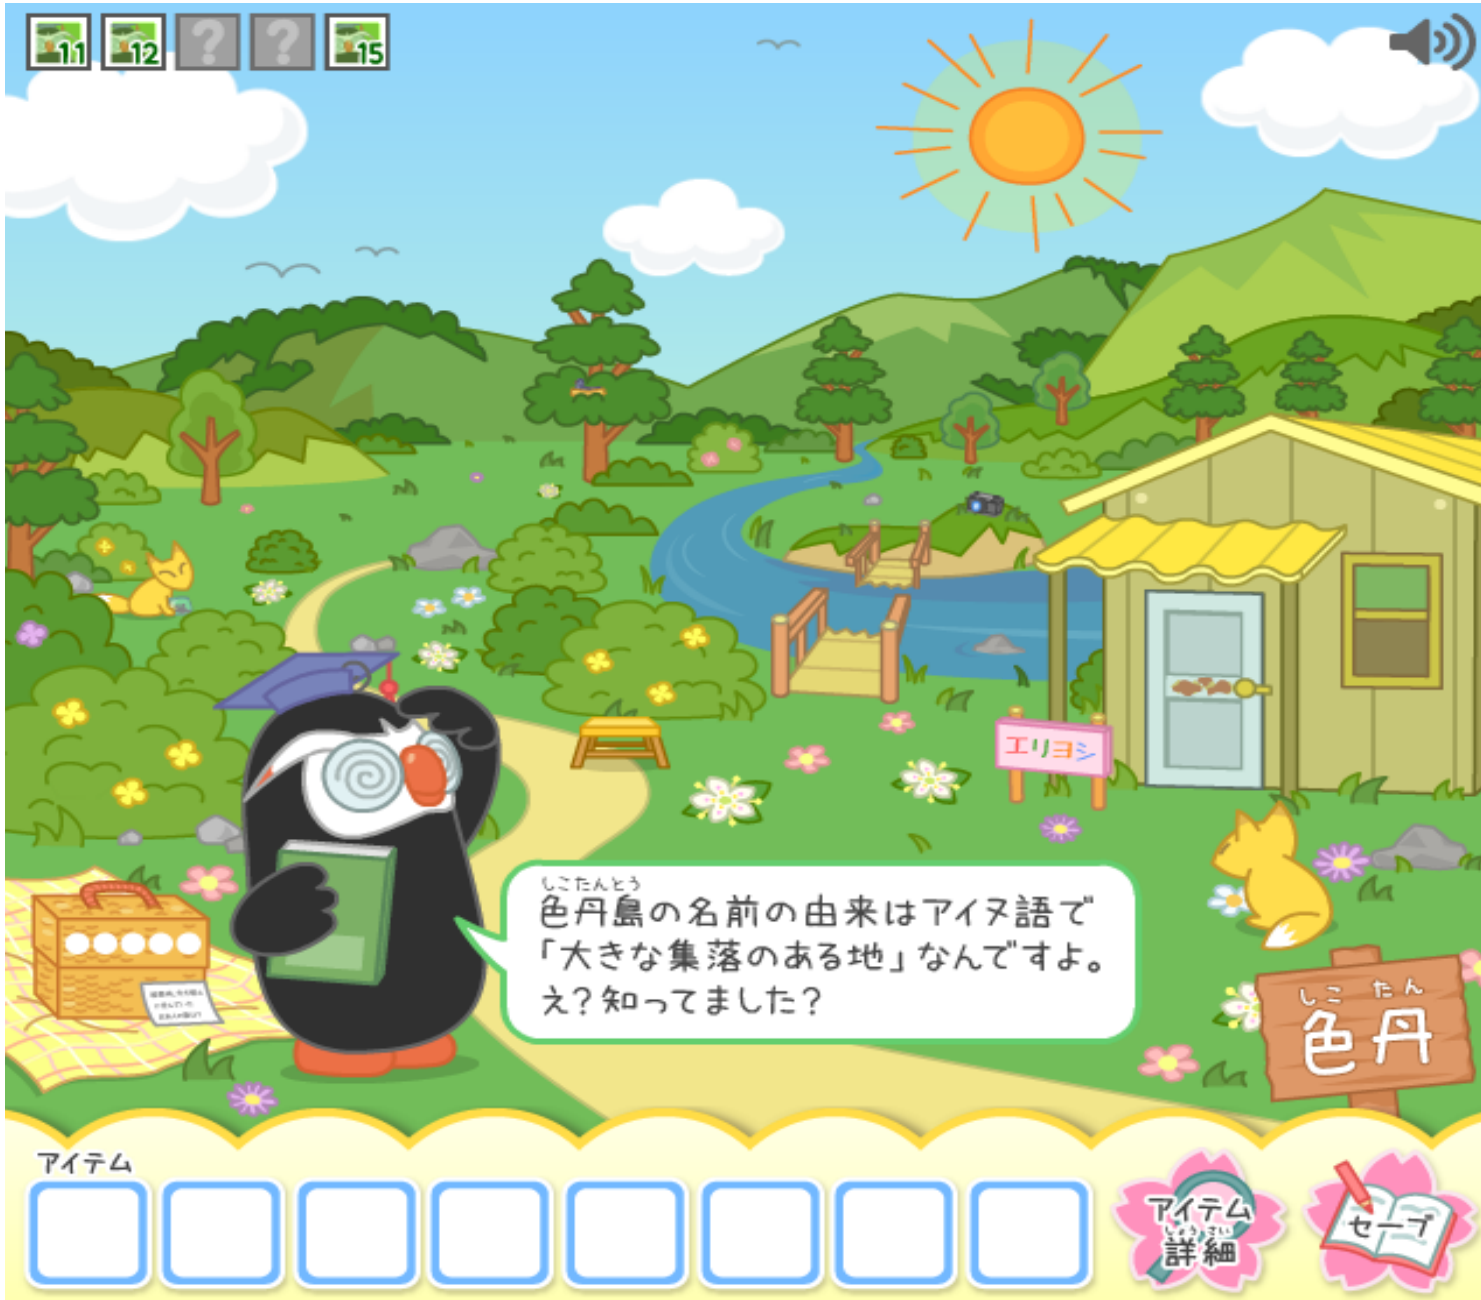 11
12
?
?
15
しこたんとう
色丹島の名前の由来はアイヌ語で
「大きな集落のある地」なんですよ。
え？知ってました？
エリヨシ
しこ たん
色丹
アイテム
アイテム
しょうさい
詳細
セーブ